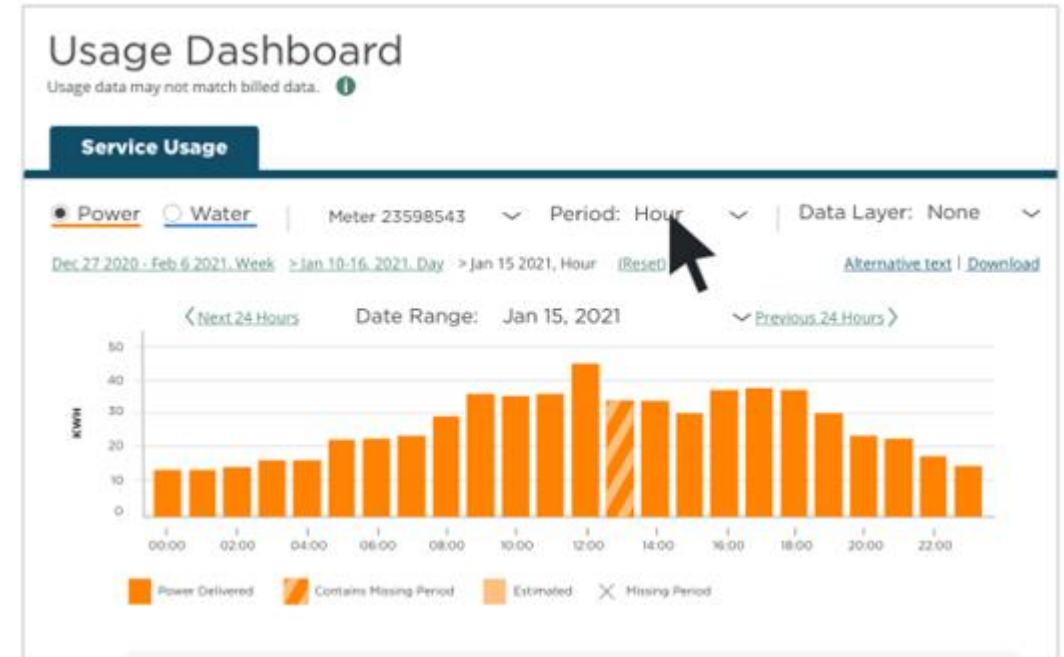 Usage Dashboard
Usage data may not match billed data. i
Service Usage
Power Water Meter 23598543 Period: Hour Data Layer: None
Dec 27 2020 - Feb 6 2021, Week > Jan 10-16, 2021, Day > Jan 15 2021, Hour (Reset) Alternative text | Download
Next 24 Hours Date Range: Jan 15, 2021 Previous 24 Hours
KWH
50
40
30
20
10
0
00:00 02:00 04:00 06:00 08:00 10:00 12:00 14:00 16:00 18:00 20:00 22:00
Power Delivered Contains Missing Period Estimated Missing Period